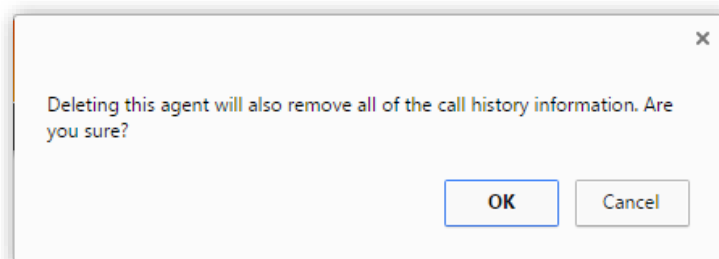 Deleting this agent will also remove all of the call history information. Are
you sure?
OK
Cancel